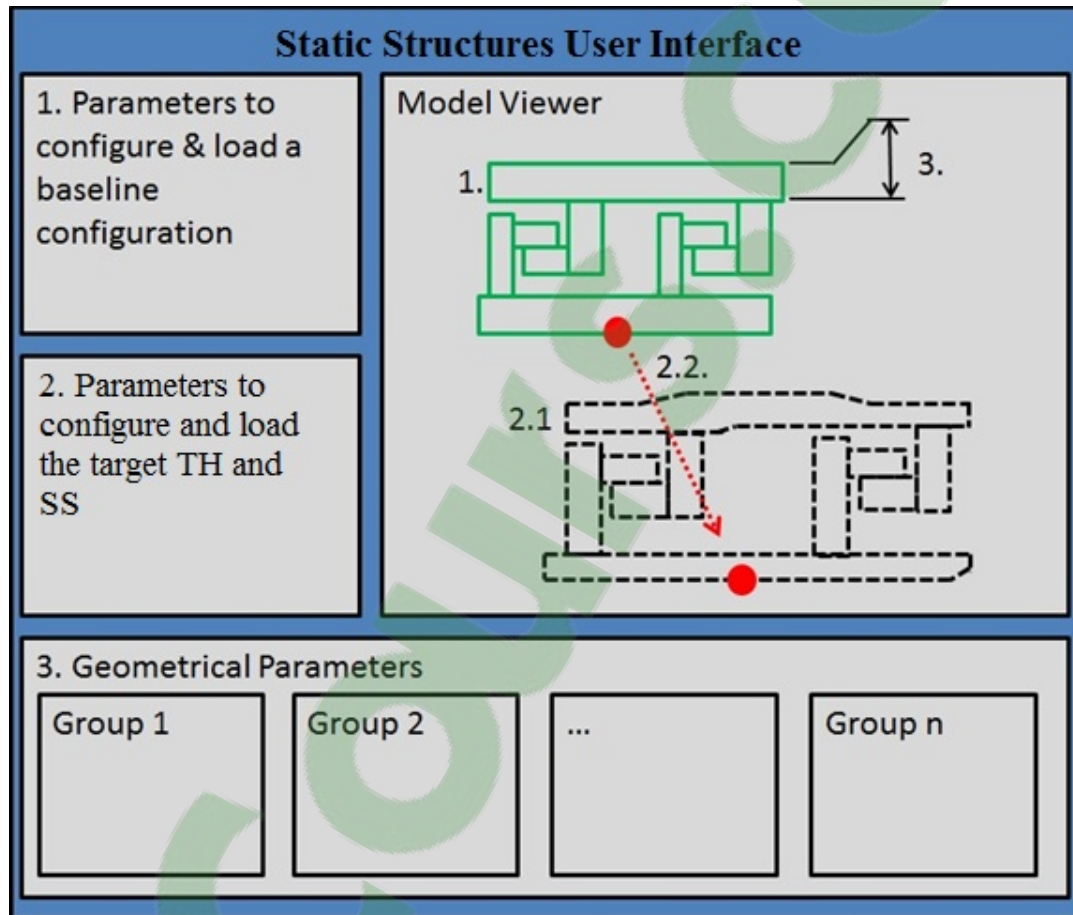 Static Structures User Interface
1. Parameters to
configure & load a
baseline
configuration
Model Viewer
1.
3.
2.2.
2.1
2. Parameters to
configure and load
the target TH and
SS
3. Geometrical Parameters
Group 1
Group 2
...
Group n